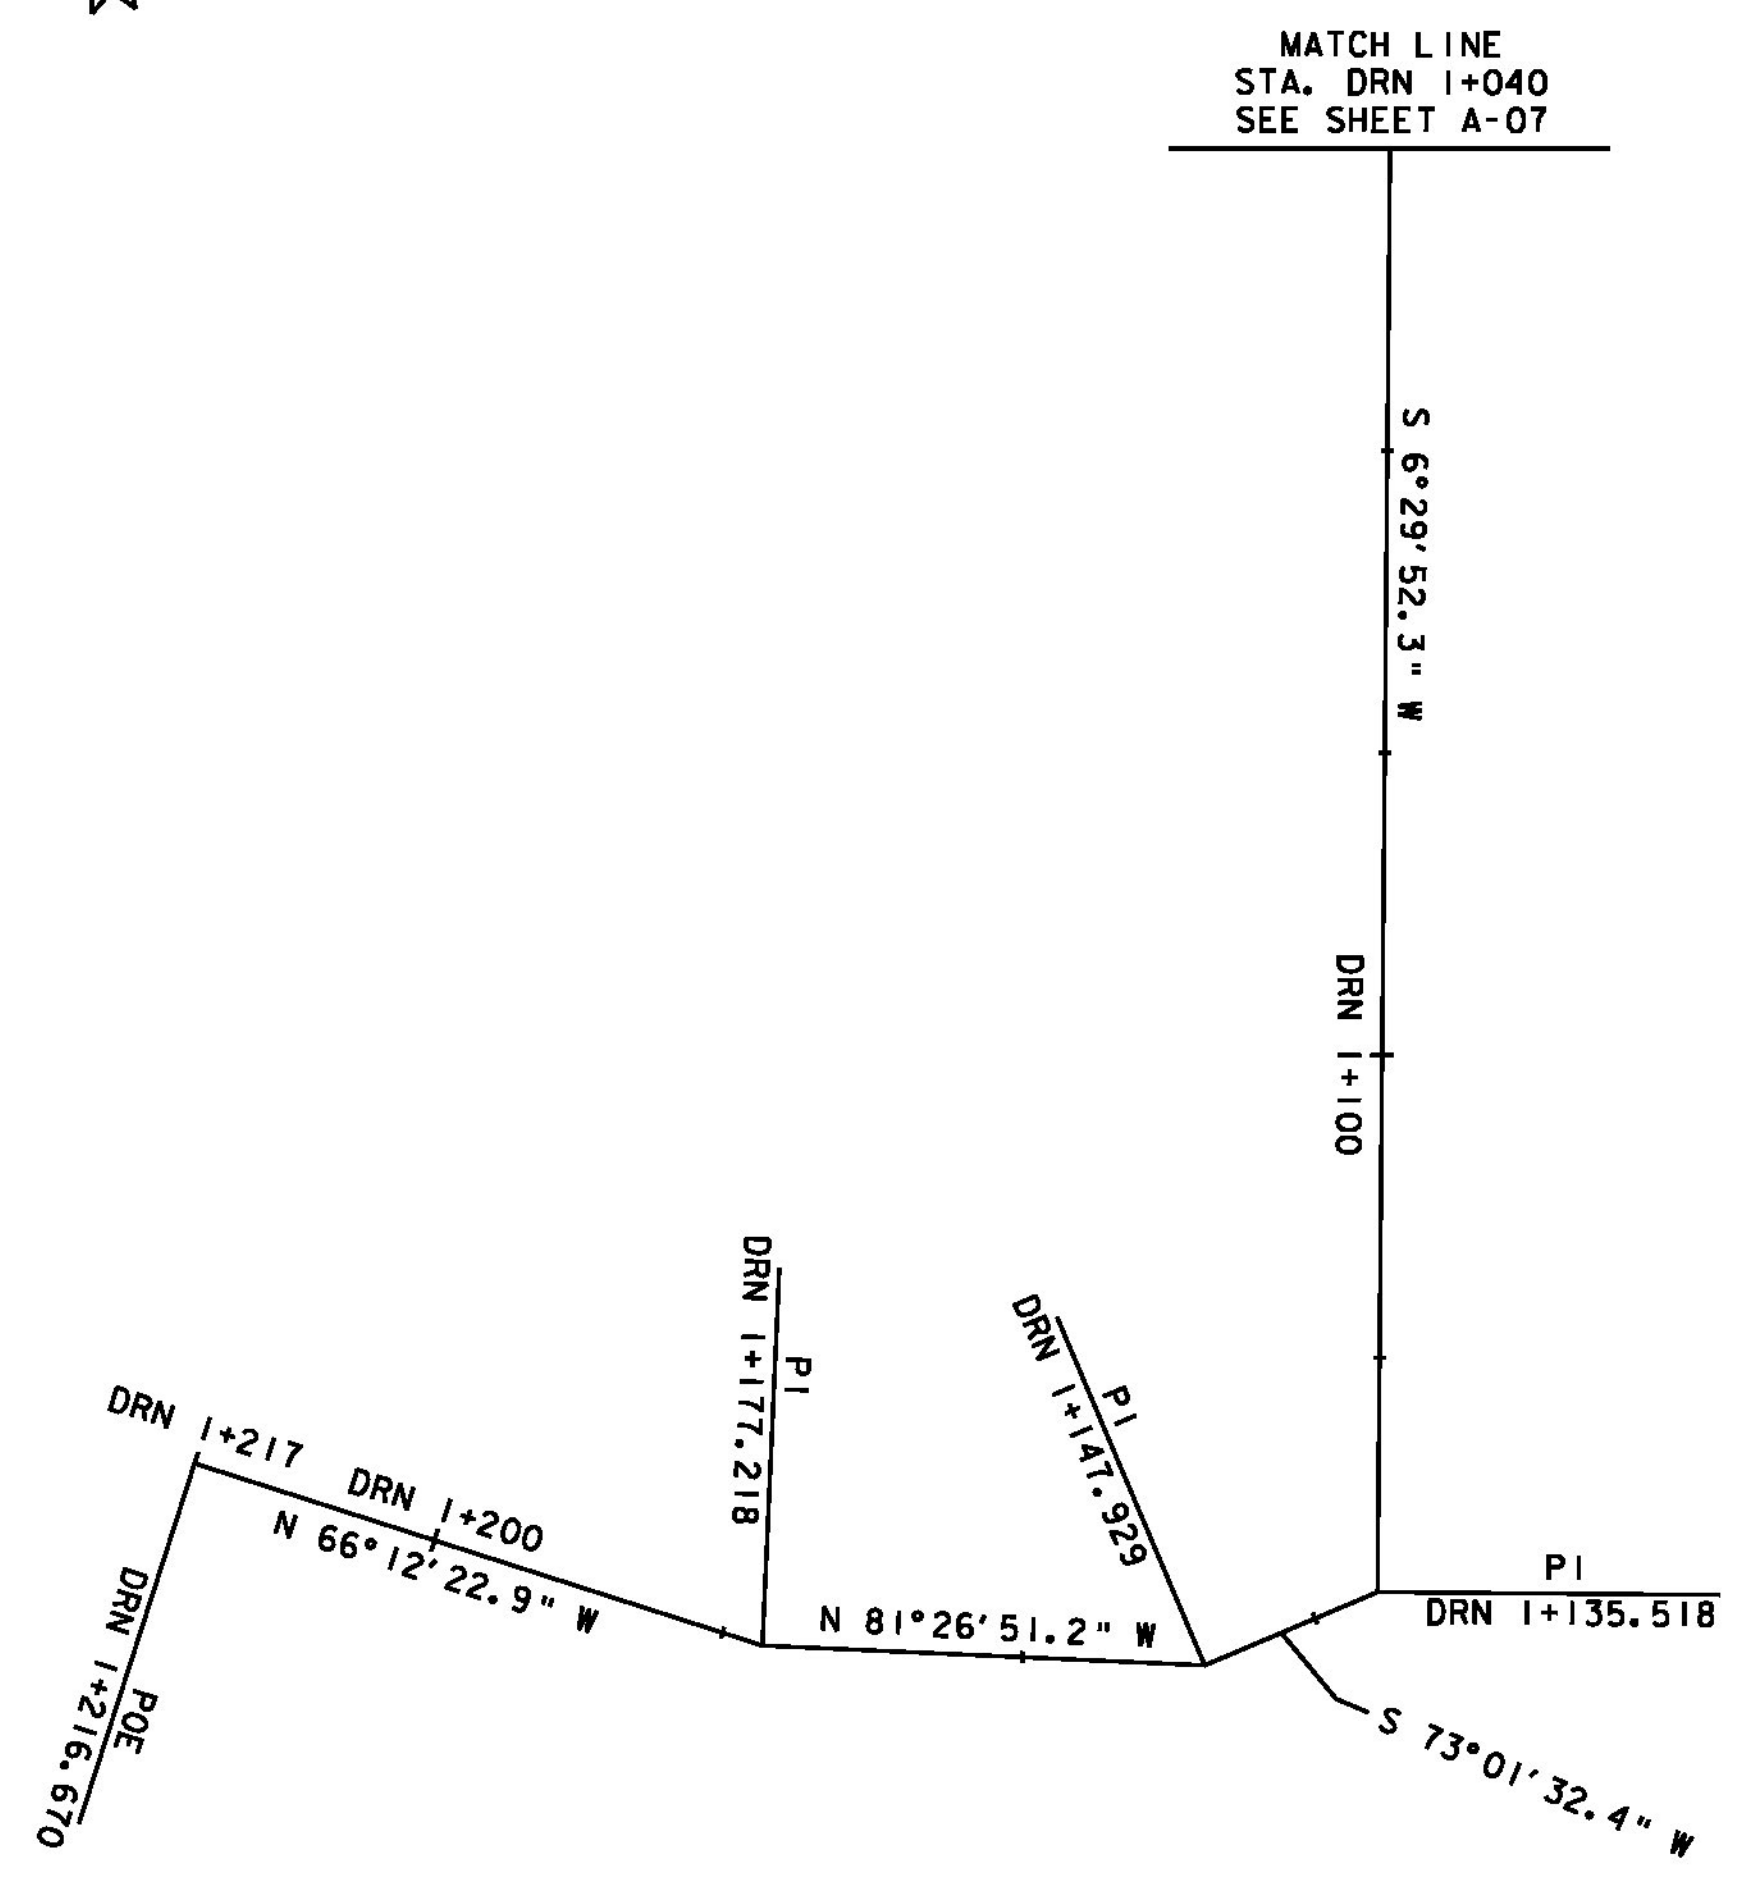 MATCH LINE
STA. DRN 1+040
SEE SHEET A-07
S 6°29'52.3" W
DRN 1+100
PI
DRN 1+135.518
S 73°01'32.4" W
PI
DRN 1+147.929
N 81°26'51.2" W
PI
DRN 1+177.218
N 66°12'22.9" W
DRN 1+200
DRN 1+217
POE
DRN 1+216.670